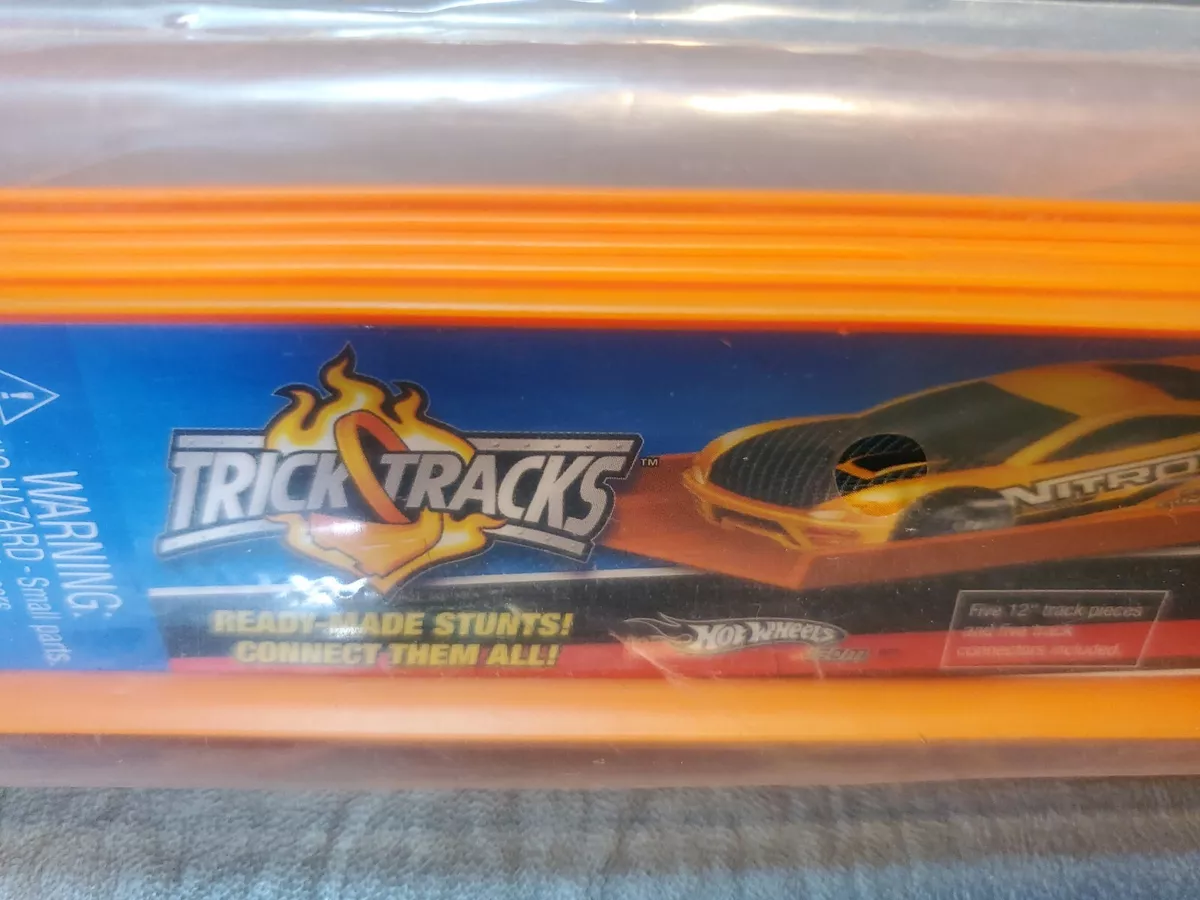 WARNING:
HAZARD - Small parts.
TRICK TRACKS™
NITRO
READY-MADE STUNTS!
CONNECT THEM ALL!
HOT WHEELS
Five 12" track pieces
and five track
connectors included.